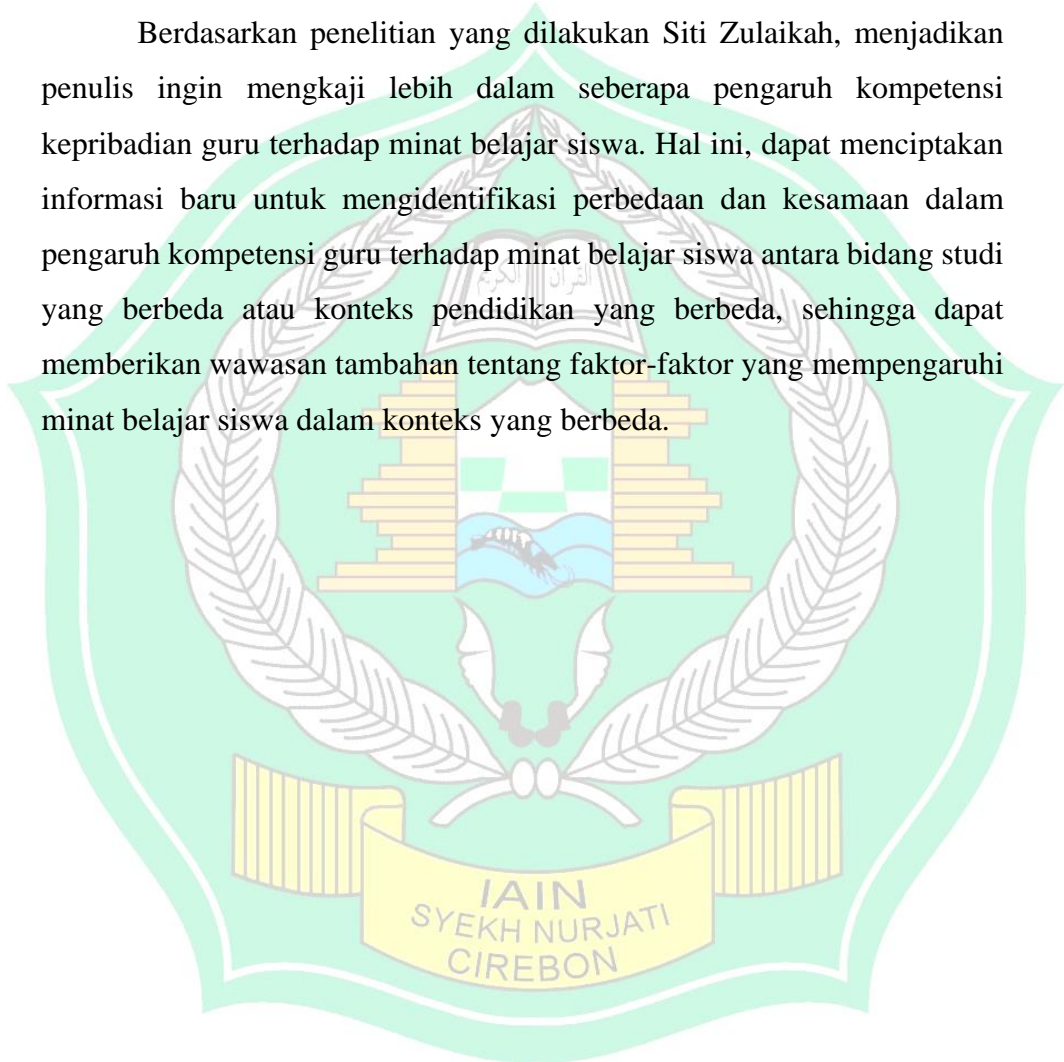 Berdasarkan penelitian yang dilakukan Siti Zulaikah, menjadikan
penulis ingin mengkaji lebih dalam seberapa pengaruh kompetensi
kepribadian guru terhadap minat belajar siswa. Hal ini, dapat menciptakan
informasi baru untuk mengidentifikasi perbedaan dan kesamaan dalam
pengaruh kompetensi guru terhadap minat belajar siswa antara bidang studi
yang berbeda atau konteks pendidikan yang berbeda, sehingga dapat
memberikan wawasan tambahan tentang faktor-faktor yang mempengaruhi
minat belajar siswa dalam konteks yang berbeda.
القرآن الكريم
IAIN
SYEKH NURJATI
CIREBON